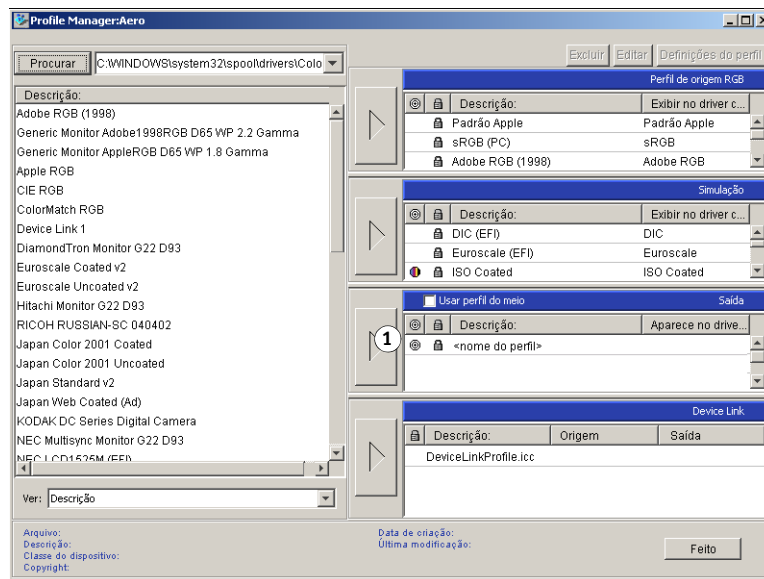 Profile Manager:Aero
Procurar C:\WINDOWS\system32\spool\drivers\Colo
Excluir Editar Definições do perfil
Descrição:
Adobe RGB (1998)
Generic Monitor Adobe1998RGB D65 WP 2.2 Gamma
Generic Monitor AppleRGB D65 WP 1.8 Gamma
Apple RGB
CIE RGB
ColorMatch RGB
Device Link 1
DiamondTron Monitor G22 D93
Euroscale Coated v2
Euroscale Uncoated v2
Hitachi Monitor G22 D93
RICOH RUSSIAN-SC 040402
Japan Color 2001 Coated
Japan Color 2001 Uncoated
Japan Standard v2
Japan Web Coated (Ad)
KODAK DC Series Digital Camera
NEC Multisync Monitor G22 D93
NEC LCD1525M (EFI)
Ver: Descrição
Perfil de origem RGB
Descrição: Exibir no driver c...
Padrão Apple Padrão Apple
sRGB (PC) sRGB
Adobe RGB (1998) Adobe RGB
Simulação
Descrição: Exibir no driver c...
DIC (EFI) DIC
Euroscale (EFI) Euroscale
ISO Coated ISO Coated
1
Usar perfil do meio Saída
Descrição: Aparece no drive...
<nome do perfil>
Device Link
Descrição: Origem Saída
DeviceLinkProfile.icc
Arquivo:
Descrição:
Classe do dispositivo:
Copyright:
Data de criação:
Última modificação:
Feito